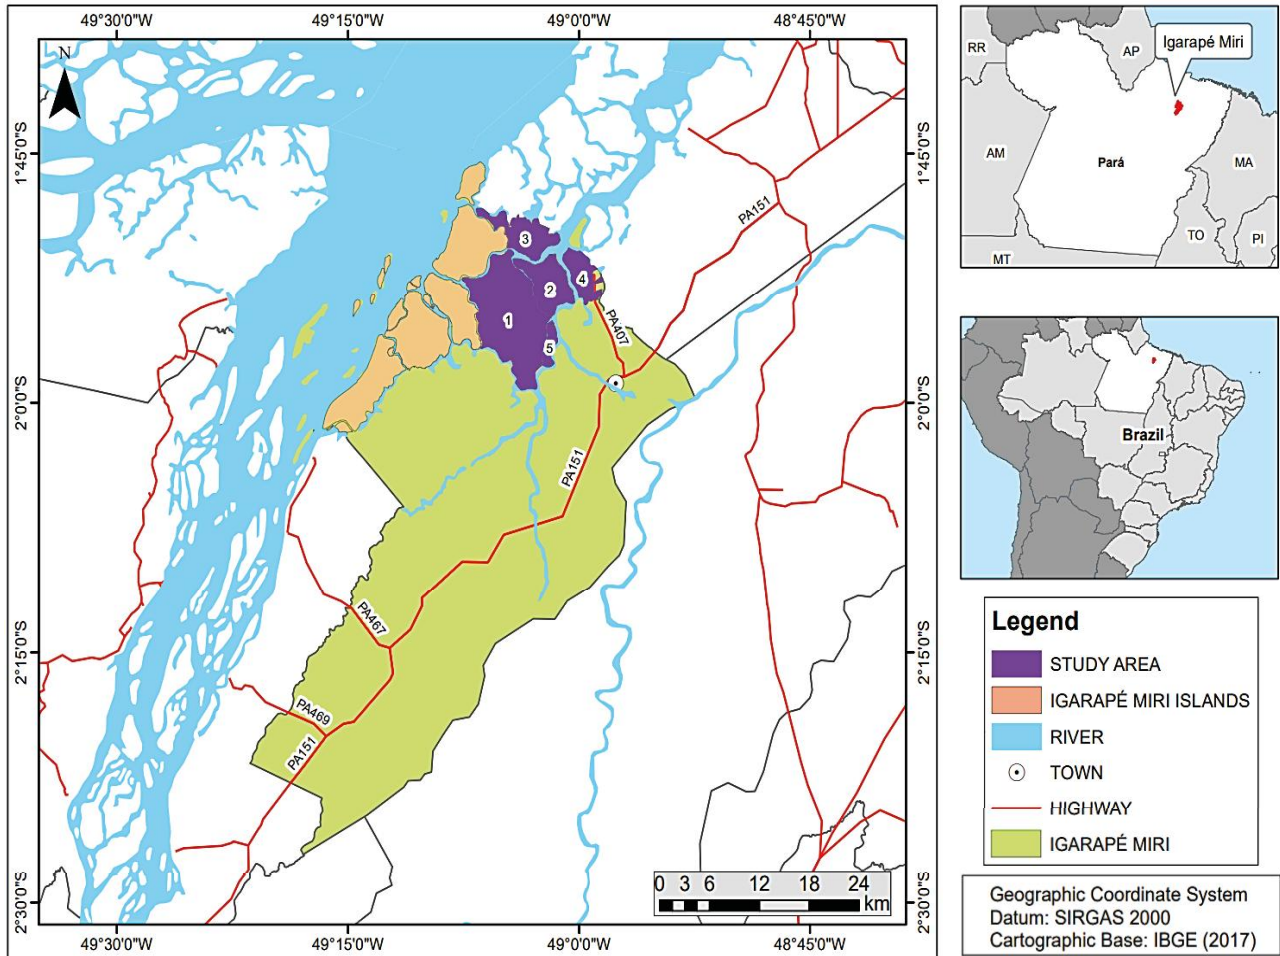 49°30'0"W 49°15'0"W 49°0'0"W 48°45'0"W
N
1°45'0"S
1°45'0"S
2°0'0"S
2°0'0"S
2°15'0"S
2°15'0"S
2°30'0"S
2°30'0"S
3
2
4
1
5
PA151
PA407
PA151
PA467
PA469
PA151
0 3 6 12 18 24
km
49°30'0"W 49°15'0"W 49°0'0"W 48°45'0"W
Igarapé Miri
RR
AP
AM
Pará
MA
TO
PI
MT
Brazil
Legend
STUDY AREA
IGARAPÉ MIRI ISLANDS
RIVER
TOWN
HIGHWAY
IGARAPÉ MIRI
Geographic Coordinate System
Datum: SIRGAS 2000
Cartographic Base: IBGE (2017)